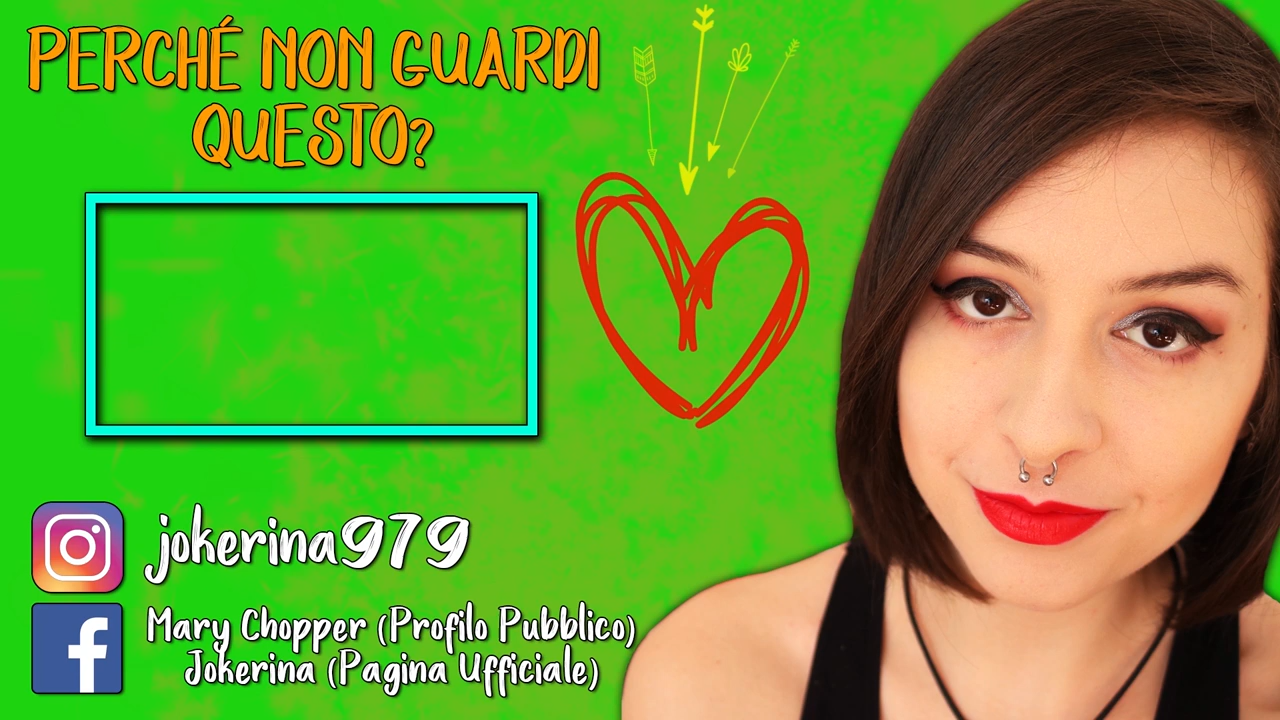 PERCHÉ NON GUARDI
QUESTO?
jokerina979
Mary Chopper (Profilo Pubblico)
Jokerina (Pagina Ufficiale)